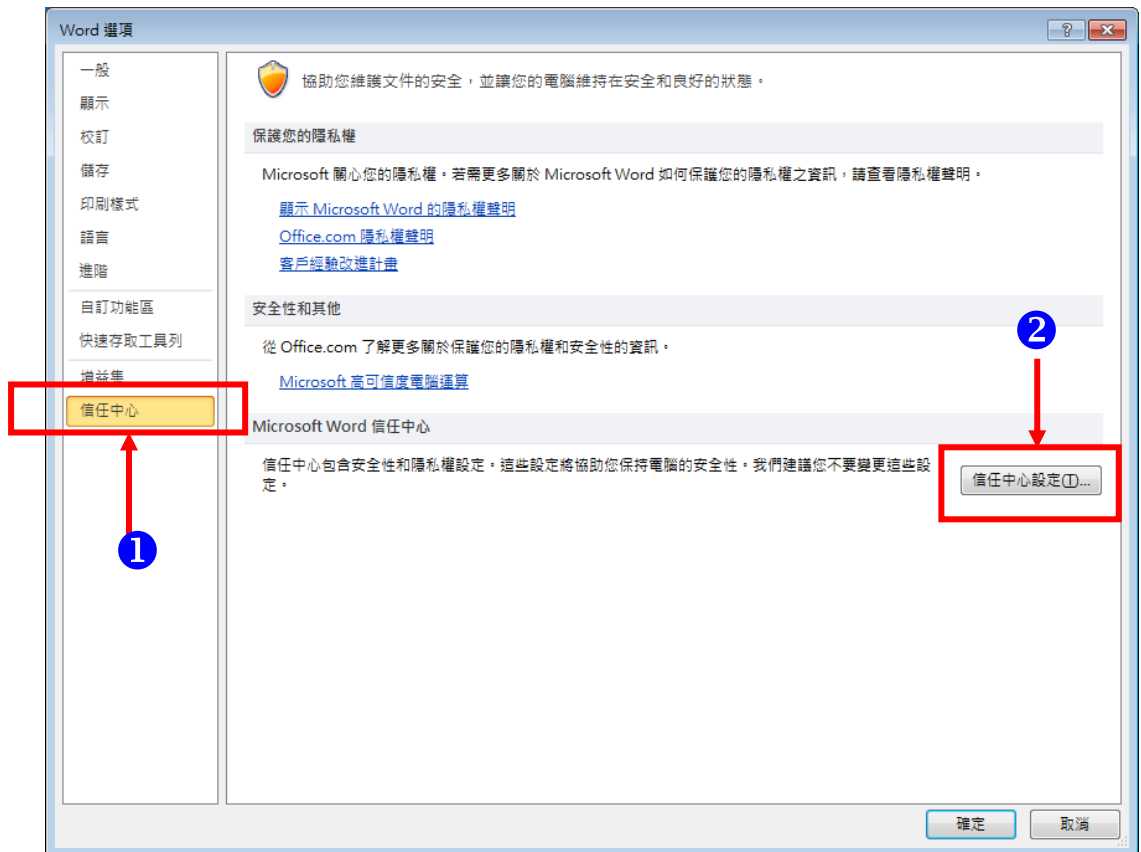 Word 選項
一般
顯示
校訂
儲存
印刷樣式
語言
進階
自訂功能區
快速存取工具列
增益集
信任中心
1
協助您維護文件的安全，並讓您的電腦維持在安全和良好的狀態。
保護您的隱私權
Microsoft 關心您的隱私權。若需更多關於 Microsoft Word 如何保護您的隱私權之資訊，請查看隱私權聲明。
顯示 Microsoft Word 的隱私權聲明
Office.com 隱私權聲明
客戶經驗改進計畫
安全性和其他
從 Office.com 了解更多關於保護您的隱私權和安全性的資訊。
Microsoft 高可信度電腦運算
2
Microsoft Word 信任中心
信任中心包含安全性和隱私權設定。這些設定將協助您保持電腦的安全性。我們建議您不要變更這些設
定。
信任中心設定(T)...
確定
取消